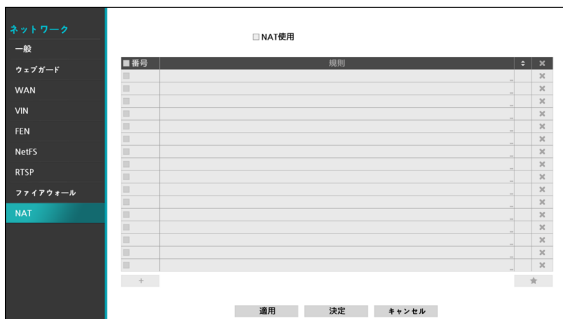 ネットワーク
一般
ウェブガード
WAN
VIN
FEN
NetFS
RTSP
ファイアウォール
NAT
NAT使用
番号 規則
適用 決定 キャンセル